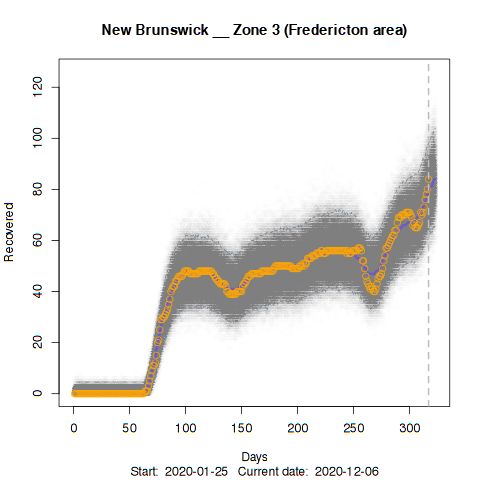 New Brunswick __ Zone 3 (Fredericton area)
120
100
80
60
40
20
0
Recovered
0 50 100 150 200 250 300
Days
Start: 2020-01-25 Current date: 2020-12-06